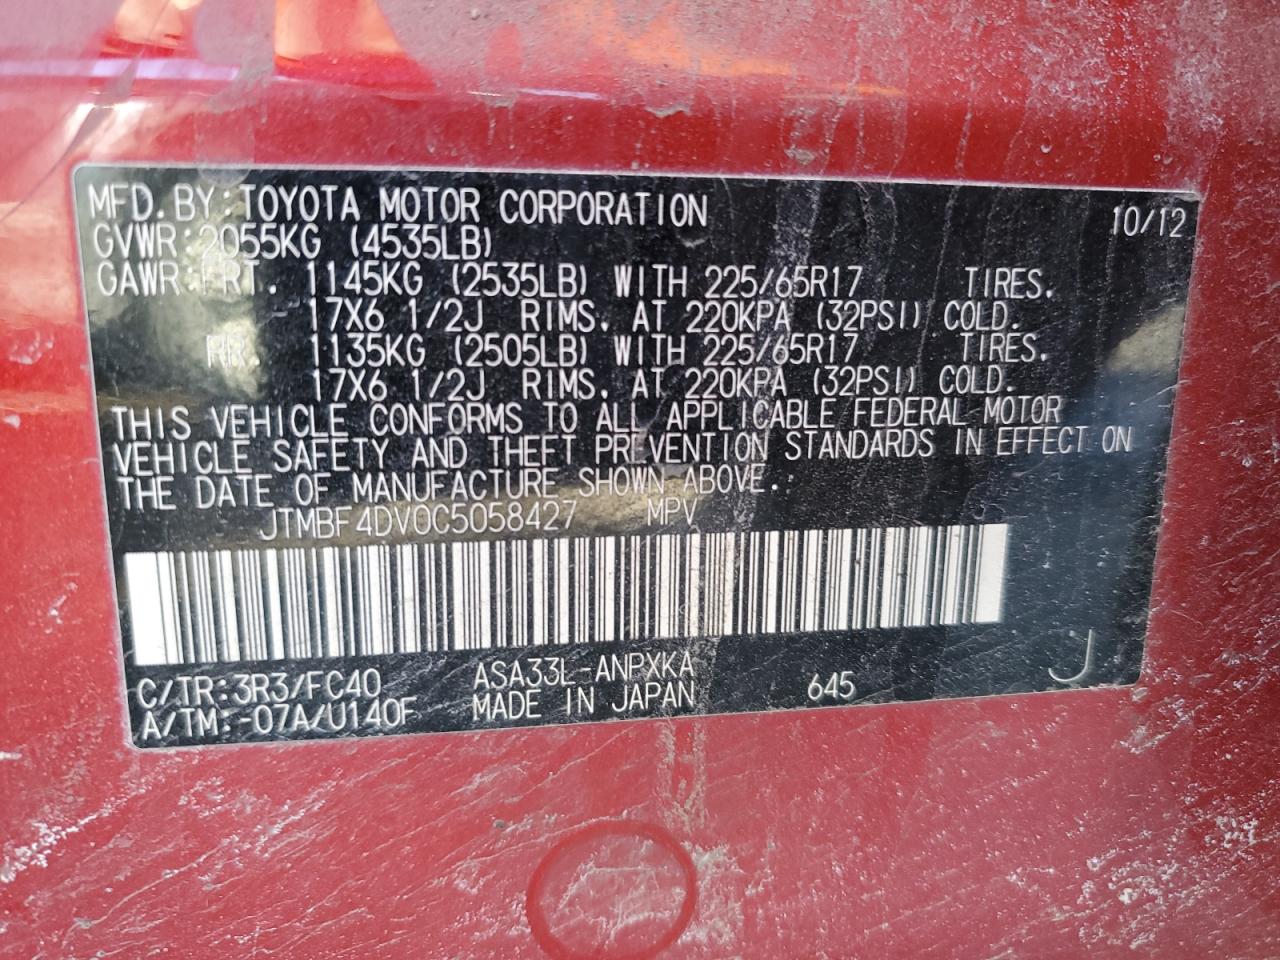 MFD. BY: TOYOTA MOTOR CORPORATION 10/12
GVWR: 2055KG (4535LB)
GAWR: FRT. 1145KG (2535LB) WITH 225/65R17 TIRES.
17X6 1/2J RIMS. AT 220KPA (32PSI) COLD.
RR. 1135KG (2505LB) WITH 225/65R17 TIRES.
17X6 1/2J RIMS. AT 220KPA (32PSI) COLD.
THIS VEHICLE CONFORMS TO ALL APPLICABLE FEDERAL MOTOR
VEHICLE SAFETY AND THEFT PREVENTION STANDARDS IN EFFECT ON
THE DATE OF MANUFACTURE SHOWN ABOVE.
JTMBF4DV0C5058427 MPV
C/TR:3R3/FC40 ASA33L-ANPXKA 645 J
A/TM:-07A/U140F MADE IN JAPAN